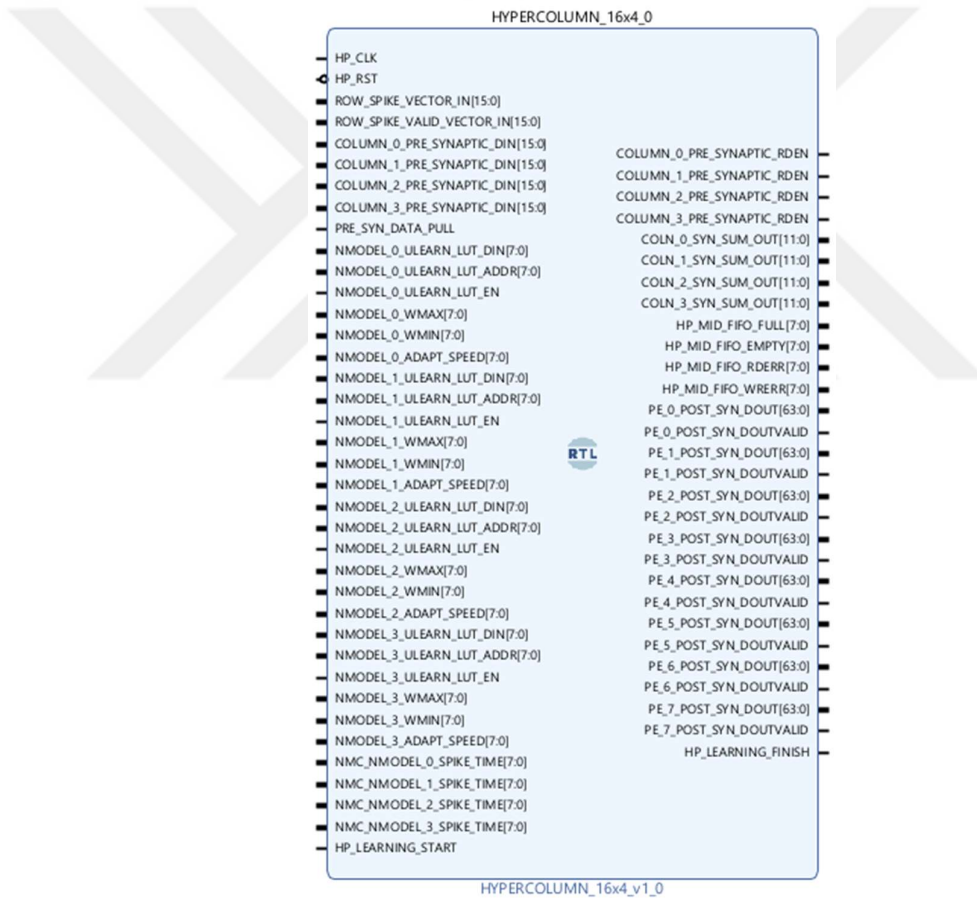 HYPERCOLUMN_16x4_0
HP_CLK
HP_RST
ROW_SPIKE_VECTOR_IN[15:0]
ROW_SPIKE_VALID_VECTOR_IN[15:0]
COLUMN_0_PRE_SYNAPTIC_DIN[15:0]
COLUMN_1_PRE_SYNAPTIC_DIN[15:0]
COLUMN_2_PRE_SYNAPTIC_DIN[15:0]
COLUMN_3_PRE_SYNAPTIC_DIN[15:0]
PRE_SYN_DATA_PULL
NMODEL_0_ULEARN_LUT_DIN[7:0]
NMODEL_0_ULEARN_LUT_ADDR[7:0]
NMODEL_0_ULEARN_LUT_EN
NMODEL_0_WMAX[7:0]
NMODEL_0_WMIN[7:0]
NMODEL_0_ADAPT_SPEED[7:0]
NMODEL_1_ULEARN_LUT_DIN[7:0]
NMODEL_1_ULEARN_LUT_ADDR[7:0]
NMODEL_1_ULEARN_LUT_EN
NMODEL_1_WMAX[7:0]
NMODEL_1_WMIN[7:0]
NMODEL_1_ADAPT_SPEED[7:0]
NMODEL_2_ULEARN_LUT_DIN[7:0]
NMODEL_2_ULEARN_LUT_ADDR[7:0]
NMODEL_2_ULEARN_LUT_EN
NMODEL_2_WMAX[7:0]
NMODEL_2_WMIN[7:0]
NMODEL_2_ADAPT_SPEED[7:0]
NMODEL_3_ULEARN_LUT_DIN[7:0]
NMODEL_3_ULEARN_LUT_ADDR[7:0]
NMODEL_3_ULEARN_LUT_EN
NMODEL_3_WMAX[7:0]
NMODEL_3_WMIN[7:0]
NMODEL_3_ADAPT_SPEED[7:0]
NMC_NMODEL_0_SPIKE_TIME[7:0]
NMC_NMODEL_1_SPIKE_TIME[7:0]
NMC_NMODEL_2_SPIKE_TIME[7:0]
NMC_NMODEL_3_SPIKE_TIME[7:0]
HP_LEARNING_START
RTL
COLUMN_0_PRE_SYNAPTIC_RDEN
COLUMN_1_PRE_SYNAPTIC_RDEN
COLUMN_2_PRE_SYNAPTIC_RDEN
COLUMN_3_PRE_SYNAPTIC_RDEN
COLN_0_SYN_SUM_OUT[11:0]
COLN_1_SYN_SUM_OUT[11:0]
COLN_2_SYN_SUM_OUT[11:0]
COLN_3_SYN_SUM_OUT[11:0]
HP_MID_FIFO_FULL[7:0]
HP_MID_FIFO_EMPTY[7:0]
HP_MID_FIFO_RDERR[7:0]
HP_MID_FIFO_WRERR[7:0]
PE_0_POST_SYN_DOUT[63:0]
PE_0_POST_SYN_DOUTVALID
PE_1_POST_SYN_DOUT[63:0]
PE_1_POST_SYN_DOUTVALID
PE_2_POST_SYN_DOUT[63:0]
PE_2_POST_SYN_DOUTVALID
PE_3_POST_SYN_DOUT[63:0]
PE_3_POST_SYN_DOUTVALID
PE_4_POST_SYN_DOUT[63:0]
PE_4_POST_SYN_DOUTVALID
PE_5_POST_SYN_DOUT[63:0]
PE_5_POST_SYN_DOUTVALID
PE_6_POST_SYN_DOUT[63:0]
PE_6_POST_SYN_DOUTVALID
PE_7_POST_SYN_DOUT[63:0]
PE_7_POST_SYN_DOUTVALID
HP_LEARNING_FINISH
HYPERCOLUMN_16x4_v1_0